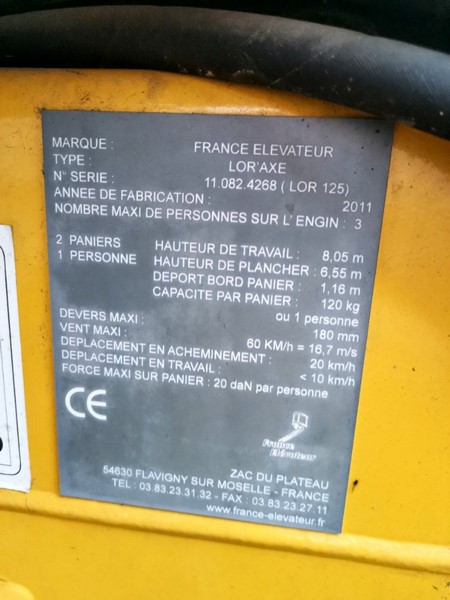 MARQUE : FRANCE ELEVATEUR
TYPE : LOR'AXE
N° SERIE : 11.082.4268 ( LOR 125)
ANNEE DE FABRICATION : 2011
NOMBRE MAXI DE PERSONNES SUR L' ENGIN : 3
2 PANIERS HAUTEUR DE TRAVAIL : 8,05 m
1 PERSONNE HAUTEUR DE PLANCHER : 6,55 m
DEPORT BORD PANIER : 1,16 m
CAPACITE PAR PANIER : 120 kg
ou 1 personne
DEVERS MAXI : 180 mm
VENT MAXI : 60 KM/H = 16,7 m/s
DEPLACEMENT EN ACHEMINEMENT : 20 km/h
DEPLACEMENT EN TRAVAIL : < 10 km/h
FORCE MAXI SUR PANIER : 20 daN par personne
CE
France
Elévateur
ZAC DU PLATEAU
54630 FLAVIGNY SUR MOSELLE - FRANCE
TEL : 03.83.23.31.32 - FAX : 03.83.23.27.11
www.france-elevateur.fr